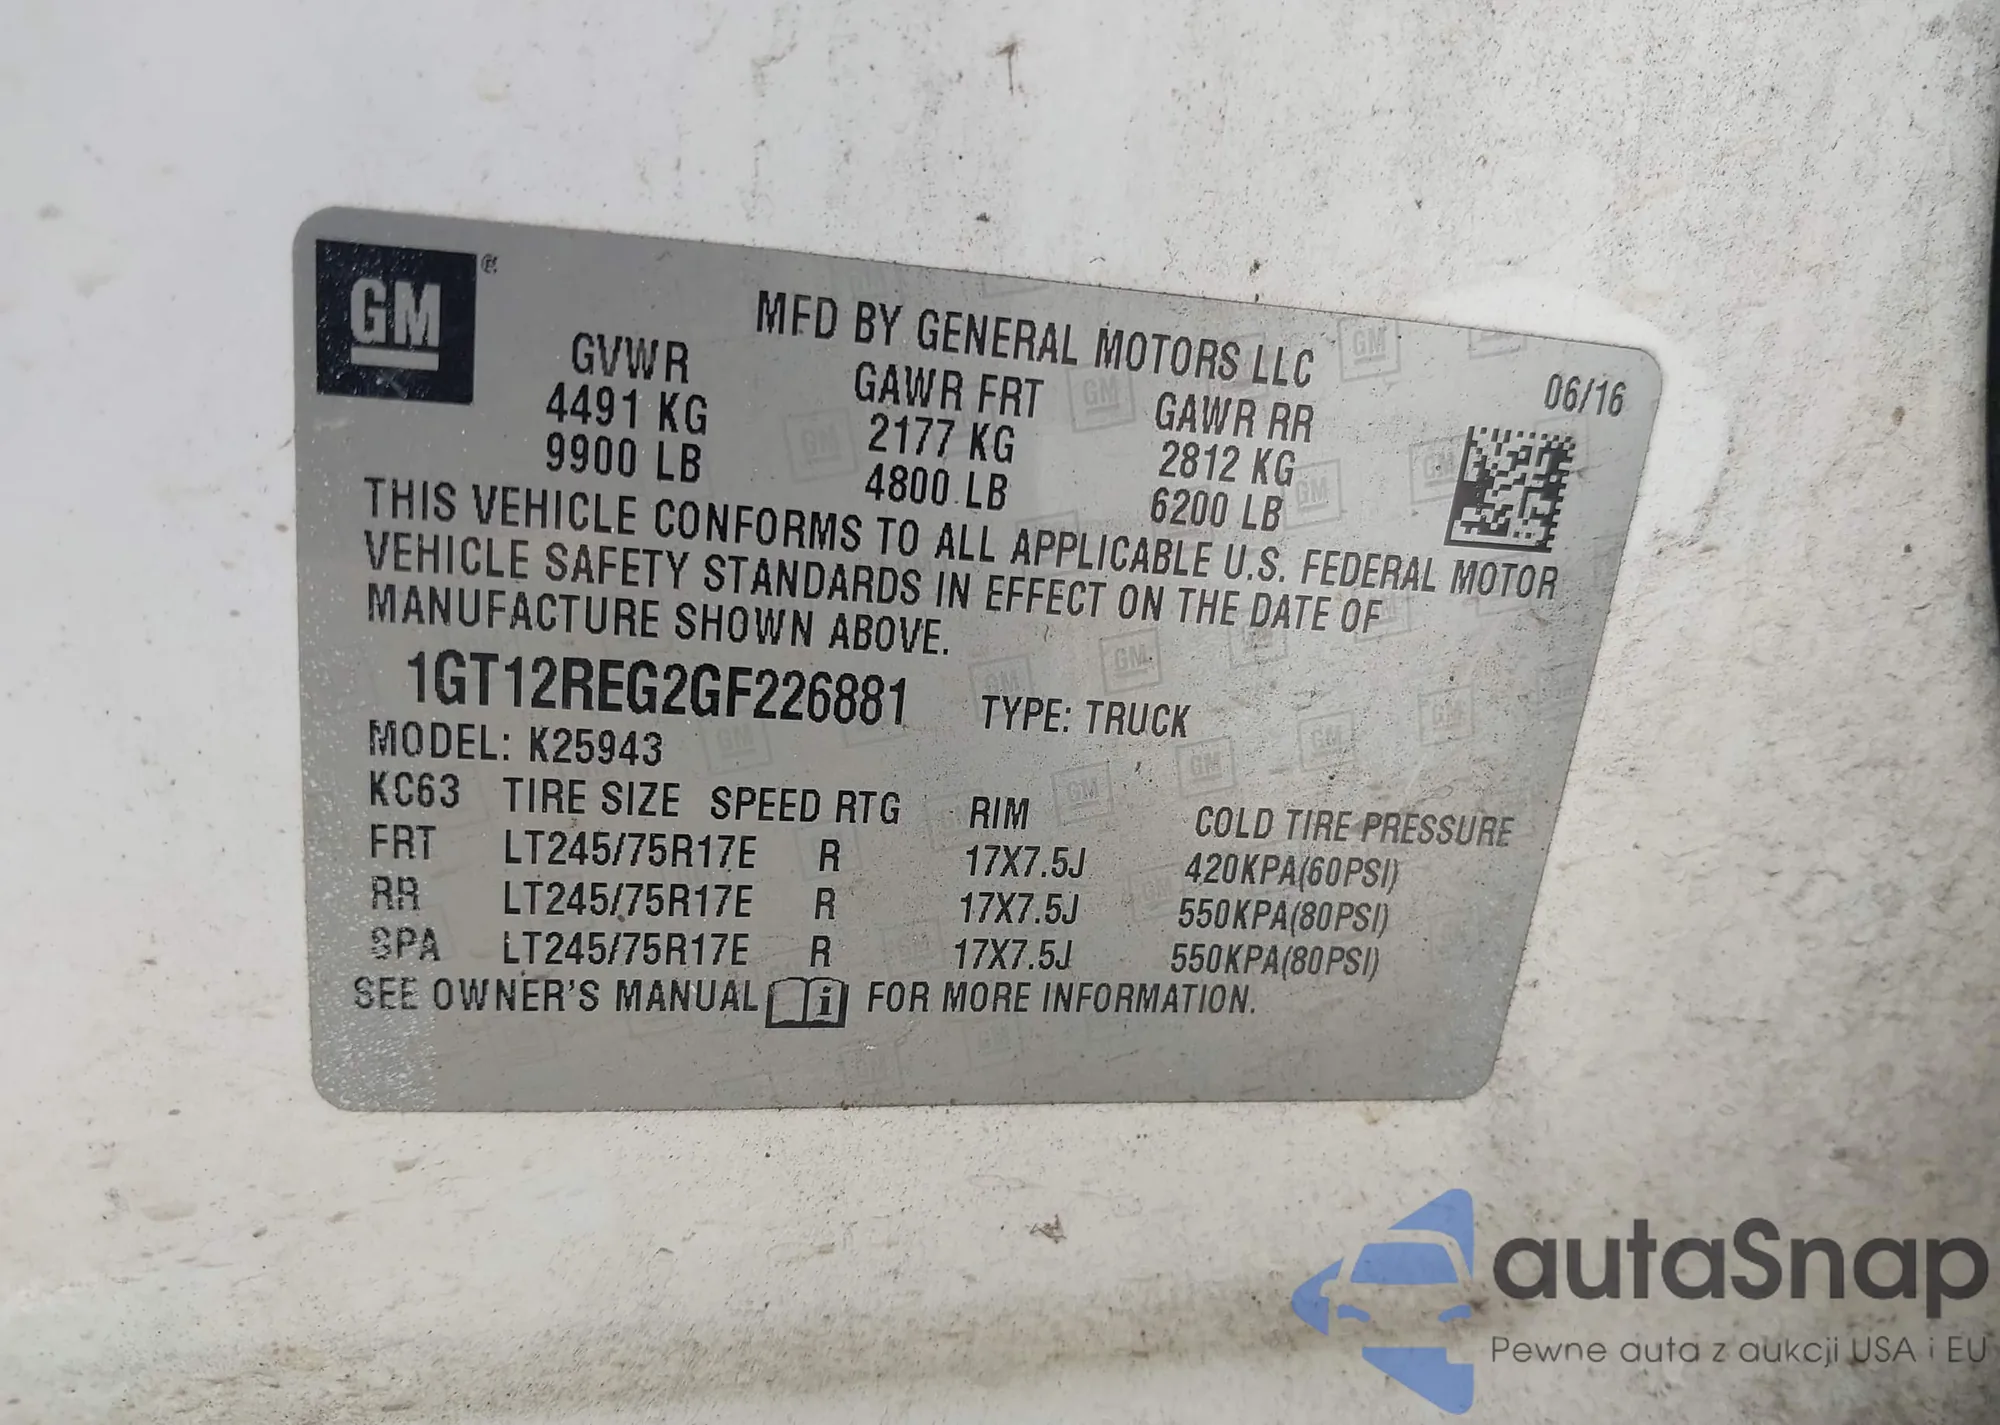 GM®
MFD BY GENERAL MOTORS LLC
06/16
GVWR GAWR FRT GAWR RR
4491 KG 2177 KG 2812 KG
9900 LB 4800 LB 6200 LB
THIS VEHICLE CONFORMS TO ALL APPLICABLE U.S. FEDERAL MOTOR
VEHICLE SAFETY STANDARDS IN EFFECT ON THE DATE OF
MANUFACTURE SHOWN ABOVE.
1GT12REG2GF226881 TYPE: TRUCK
MODEL: K25943
KC63 TIRE SIZE SPEED RTG RIM COLD TIRE PRESSURE
FRT LT245/75R17E R 17X7.5J 420KPA(60PSI)
RR LT245/75R17E R 17X7.5J 550KPA(80PSI)
SPA LT245/75R17E R 17X7.5J 550KPA(80PSI)
SEE OWNER'S MANUAL i FOR MORE INFORMATION.
autaSnap
Pewne auta z aukcji USA i EU